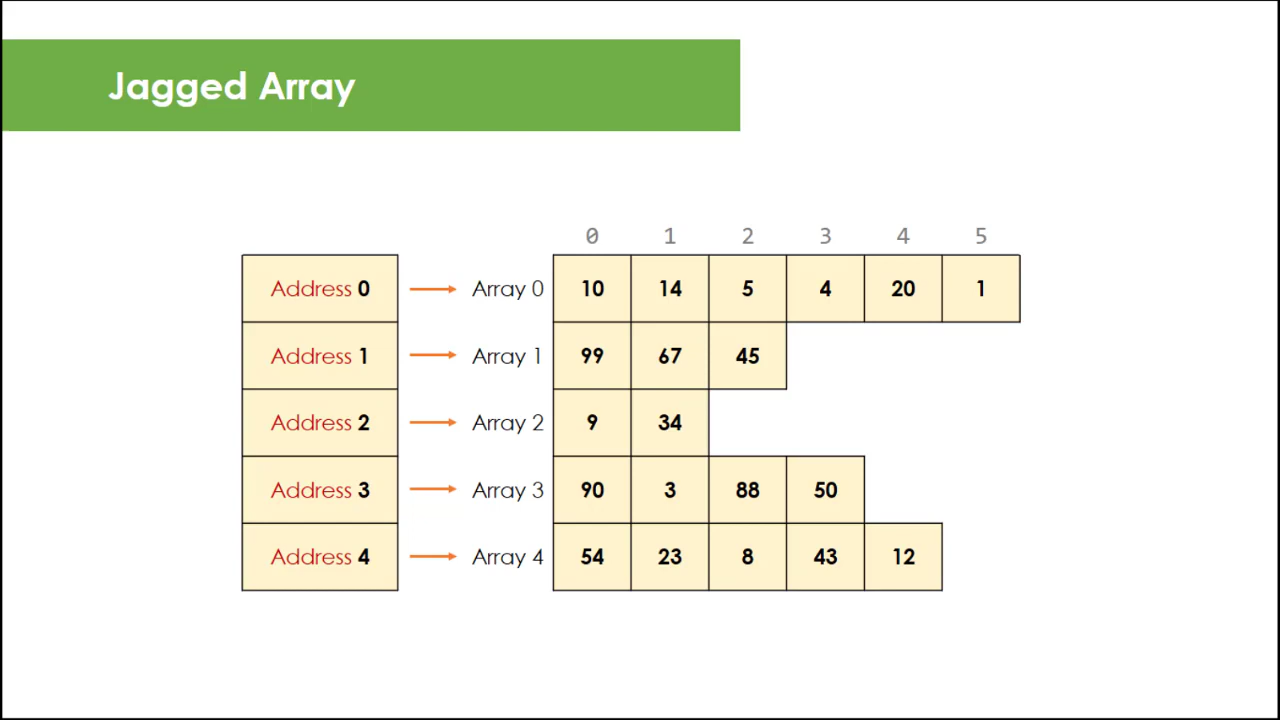 Jagged Array
0 1 2 3 4 5
Address 0 Array 0 10 14 5 4 20 1
Address 1 Array 1 99 67 45
Address 2 Array 2 9 34
Address 3 Array 3 90 3 88 50
Address 4 Array 4 54 23 8 43 12